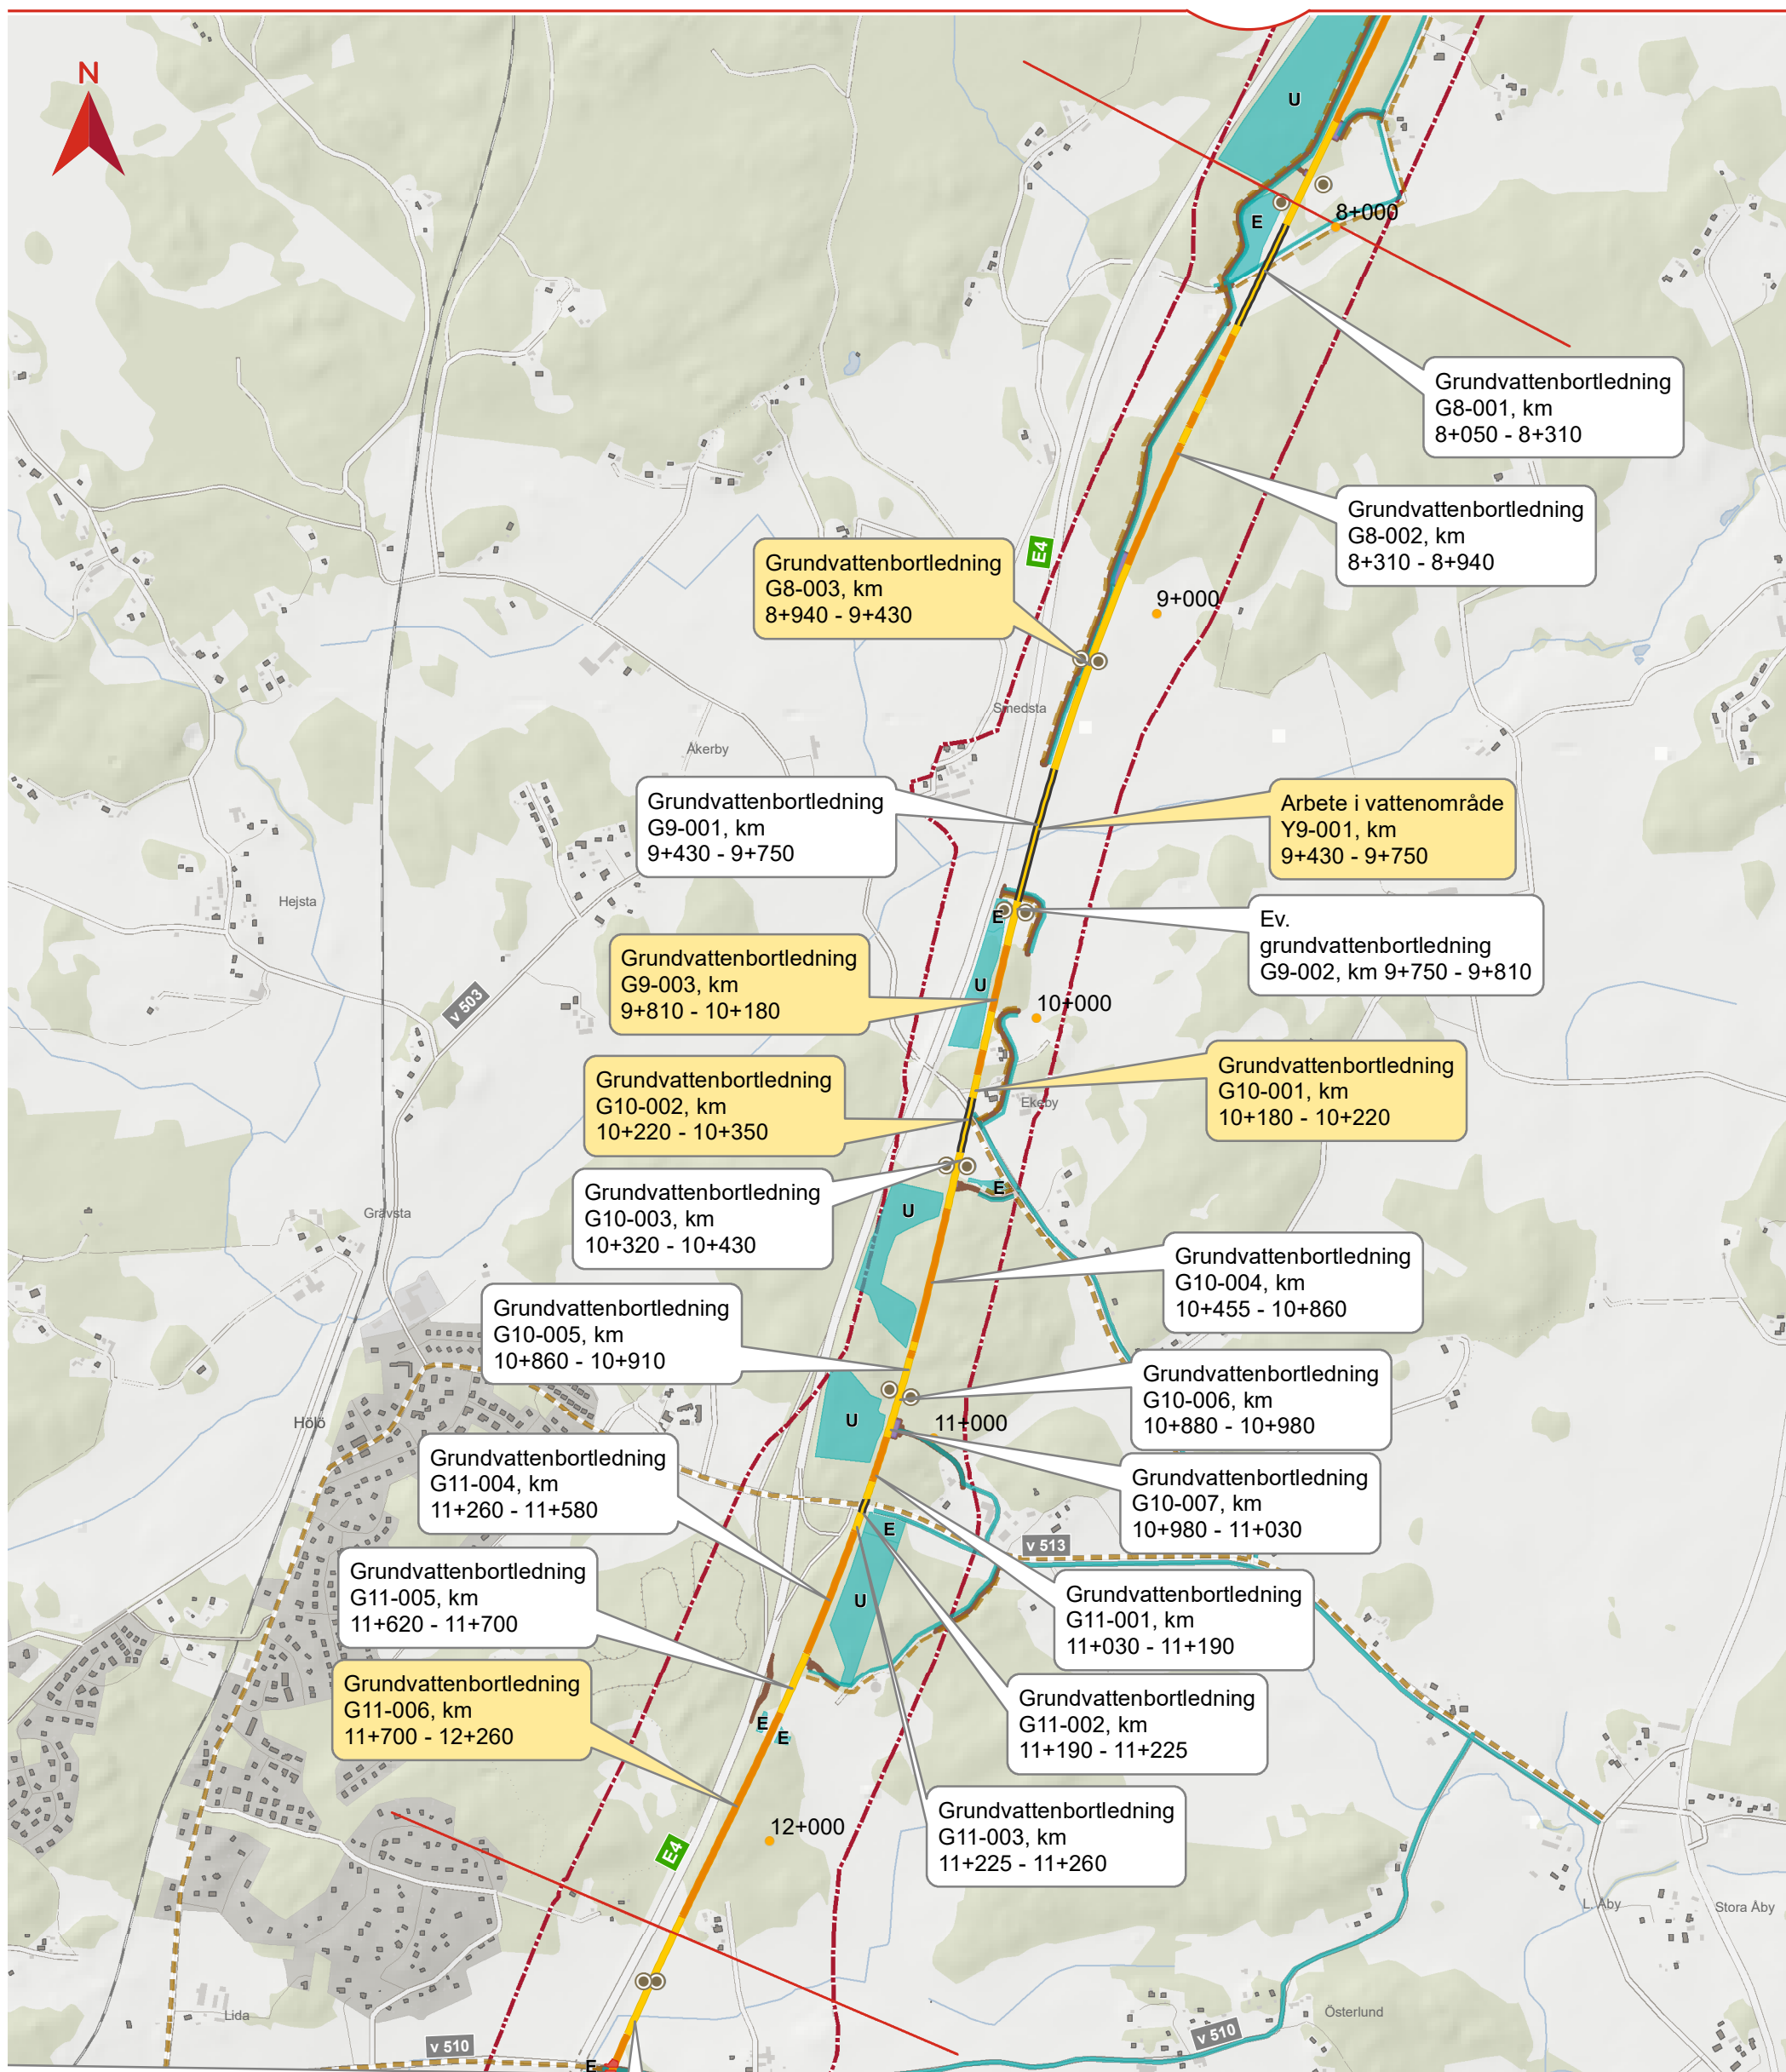 N
U
E
8+000
Grundvattenbortledning
G8-001, km
8+050 - 8+310
Grundvattenbortledning
G8-002, km
8+310 - 8+940
E4
Grundvattenbortledning
G8-003, km
8+940 - 9+430
9+000
Smedsta
Åkerby
Grundvattenbortledning
G9-001, km
9+430 - 9+750
Arbete i vattenområde
Y9-001, km
9+430 - 9+750
Hejsta
E
Ev.
grundvattenbortledning
G9-002, km 9+750 - 9+810
Grundvattenbortledning
G9-003, km
9+810 - 10+180
U
v 503
10+000
Grundvattenbortledning
G10-002, km
10+220 - 10+350
Grundvattenbortledning
G10-001, km
10+180 - 10+220
Ekeby
Grundvattenbortledning
G10-003, km
10+320 - 10+430
E
U
Grävsta
Grundvattenbortledning
G10-004, km
10+455 - 10+860
Grundvattenbortledning
G10-005, km
10+860 - 10+910
Grundvattenbortledning
G10-006, km
10+880 - 10+980
Hölö
U
11+000
Grundvattenbortledning
G11-004, km
11+260 - 11+580
Grundvattenbortledning
G10-007, km
10+980 - 11+030
E
v 513
Grundvattenbortledning
G11-005, km
11+620 - 11+700
U
Grundvattenbortledning
G11-001, km
11+030 - 11+190
Grundvattenbortledning
G11-006, km
11+700 - 12+260
Grundvattenbortledning
G11-002, km
11+190 - 11+225
E
E
12+000
Grundvattenbortledning
G11-003, km
11+225 - 11+260
E4
L. Åby
Stora Åby
Lida
Österlund
v 510
v 510
E